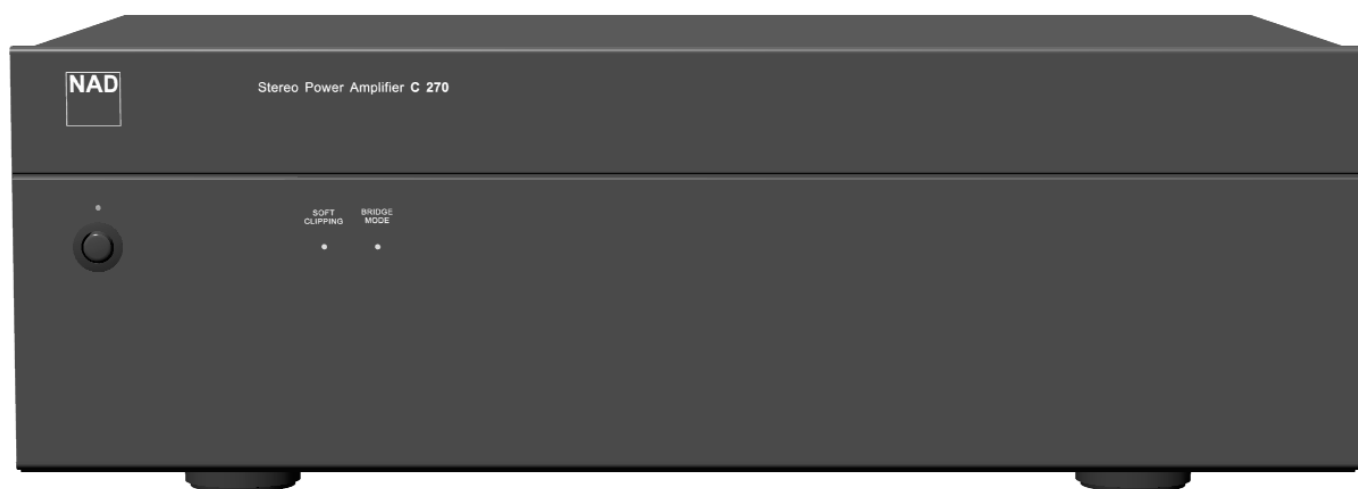 NAD
Stereo Power Amplifier C 270
SOFT
CLIPPING
BRIDGE
MODE